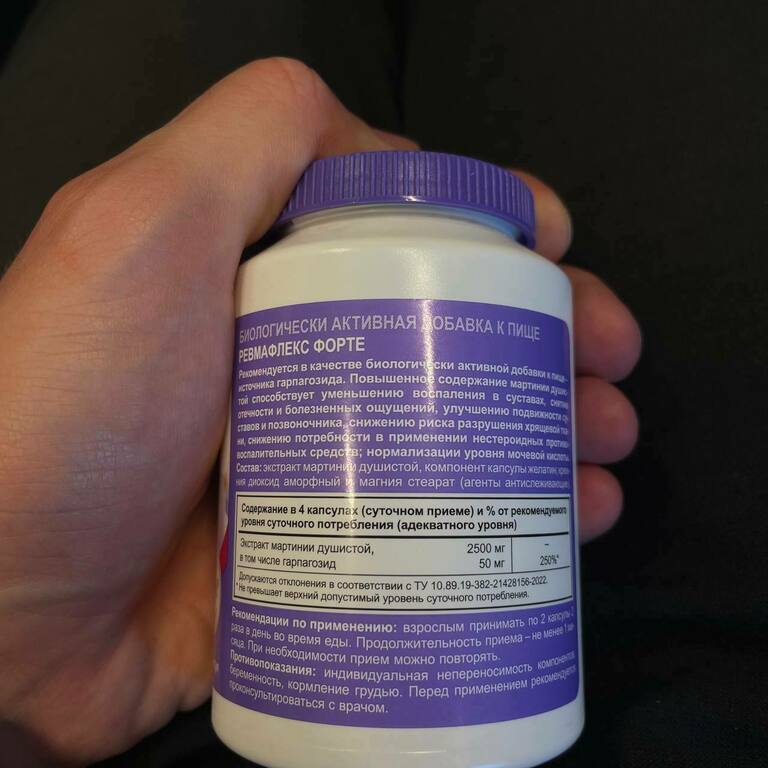 БИОЛОГИЧЕСКИ АКТИВНАЯ ДОБАВКА К ПИЩЕ
РЕВМАФЛЕКС ФОРТЕ
Рекомендуется в качестве биологически активной добавки к пище –
источника гарпагозида. Повышенное содержание мартинии душис-
той способствует уменьшению воспаления в суставах, снятию
отечности и болезненных ощущений, улучшению подвижности су-
ставов и позвоночника, снижению риска разрушения хрящевой тка-
ни, снижению потребности в применении нестероидных противо-
воспалительных средств; нормализации уровня мочевой кислоты.
Состав: экстракт мартинии душистой, компонент капсулы желатин, крем-
ния диоксид аморфный и магния стеарат (агенты антислеживающие)
Содержание в 4 капсулах (суточном приеме) и % от рекомендуемого
уровня суточного потребления (адекватного уровня)
Экстракт мартинии душистой, 2500 мг –
в том числе гарпагозид 50 мг 250%*
Допускаются отклонения в соответствии с ТУ 10.89.19-382-21428156-2022.
*Не превышает верхний допустимый уровень суточного потребления.
Рекомендации по применению: взрослым принимать по 2 капсулы 2
раза в день во время еды. Продолжительность приема – не менее 1 ме-
сяца. При необходимости прием можно повторять.
Противопоказания: индивидуальная непереносимость компонентов,
беременность, кормление грудью. Перед применением рекомендуется
проконсультироваться с врачом.